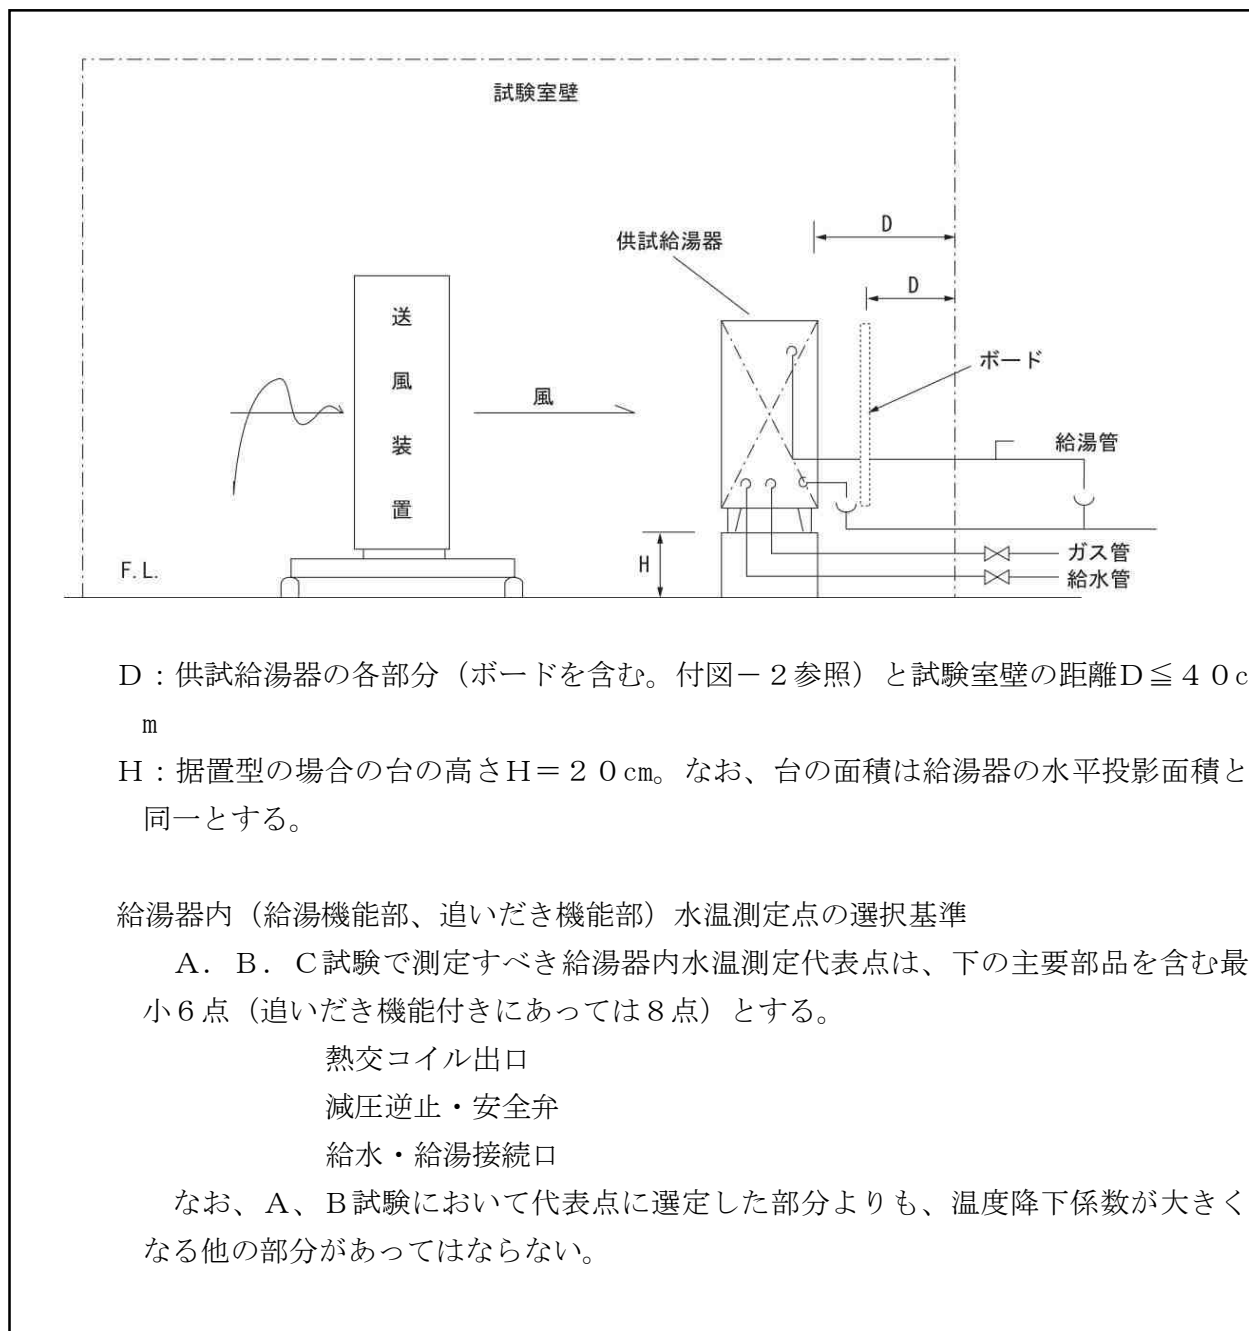 試験室壁
D
供試給湯器
D
送風装置
風
ボード
給湯管
H
ガス管
F.L.
給水管
D：供試給湯器の各部分（ボードを含む。付図－２参照）と試験室壁の距離D≦４０c
m
H：据置型の場合の台の高さH＝２０㎝。なお、台の面積は給湯器の水平投影面積と
同一とする。
給湯器内（給湯機能部、追いだき機能部）水温測定点の選択基準
A．B．C試験で測定すべき給湯器内水温測定代表点は、下の主要部品を含む最
小６点（追いだき機能付きにあっては８点）とする。
熱交コイル出口
減圧逆止・安全弁
給水・給湯接続口
なお、A、B試験において代表点に選定した部分よりも、温度降下係数が大きく
なる他の部分があってはならない。